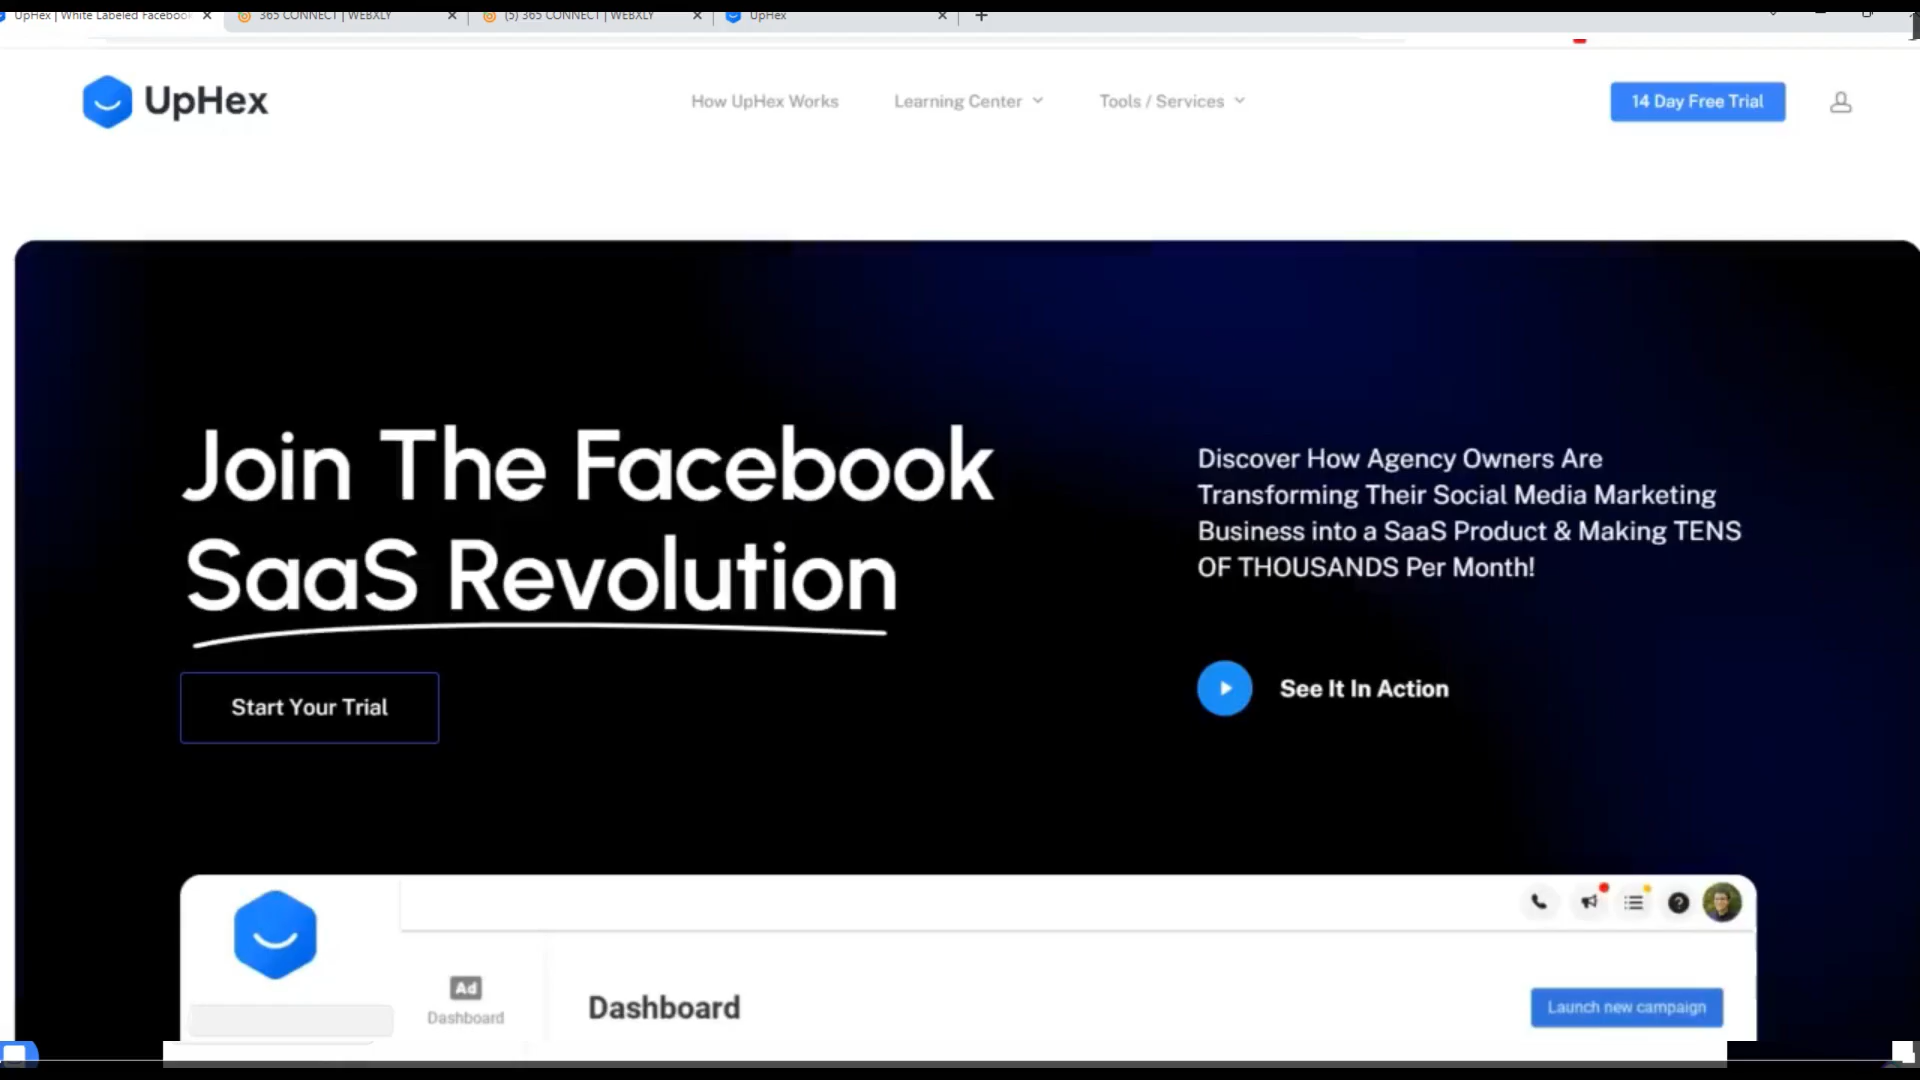 UpHex | White Labeled Facebook
365 CONNECT | WEBXLY
(5) 365 CONNECT | WEBXLY
UpHex
UpHex
How UpHex Works
Learning Center
Tools / Services
14 Day Free Trial
Join The Facebook
SaaS Revolution
Start Your Trial
Discover How Agency Owners Are
Transforming Their Social Media Marketing
Business into a SaaS Product & Making TENS
OF THOUSANDS Per Month!
See It In Action
Ad
Dashboard
Dashboard
Launch new campaign